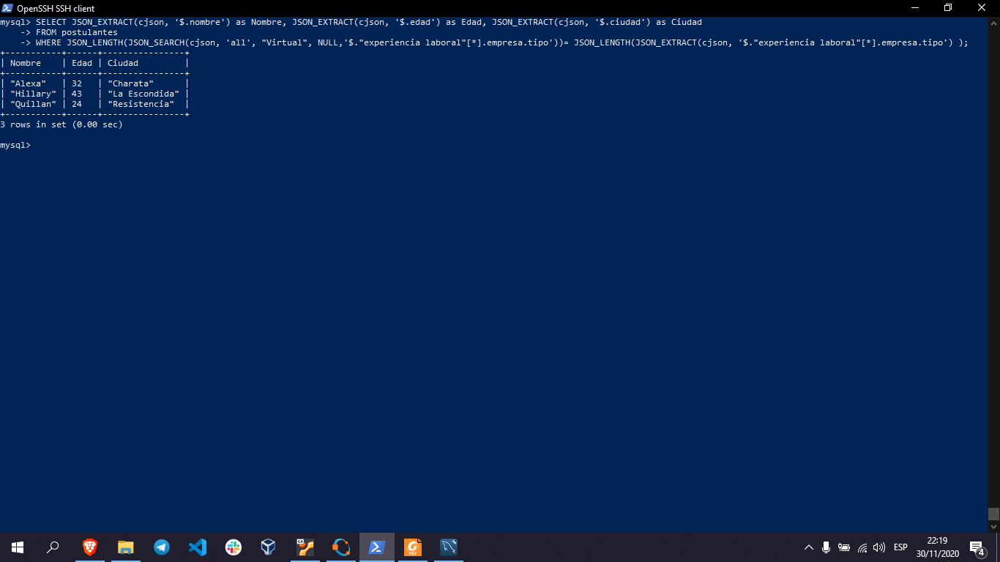 OpenSSH SSH client
mysql> SELECT JSON_EXTRACT(cjson, '$.nombre') as Nombre, JSON_EXTRACT(cjson, '$.edad') as Edad, JSON_EXTRACT(cjson, '$.ciudad') as Ciudad
    -> FROM postulantes
    -> WHERE JSON_LENGTH(JSON_SEARCH(cjson, 'all', "Virtual", NULL,'$."experiencia laboral"[*].empresa.tipo'))= JSON_LENGTH(JSON_EXTRACT(cjson, '$."experiencia laboral"[*].empresa.tipo') );
+-----------+------+----------------+
| Nombre    | Edad | Ciudad         |
+-----------+------+----------------+
| "Alexa"   | 32   | "Charata"      |
| "Hillary" | 43   | "La Escondida" |
| "Quillan" | 24   | "Resistencia"  |
+-----------+------+----------------+
3 rows in set (0.00 sec)
mysql>
G4
PDF
ESP
22:19
30/11/2020
4